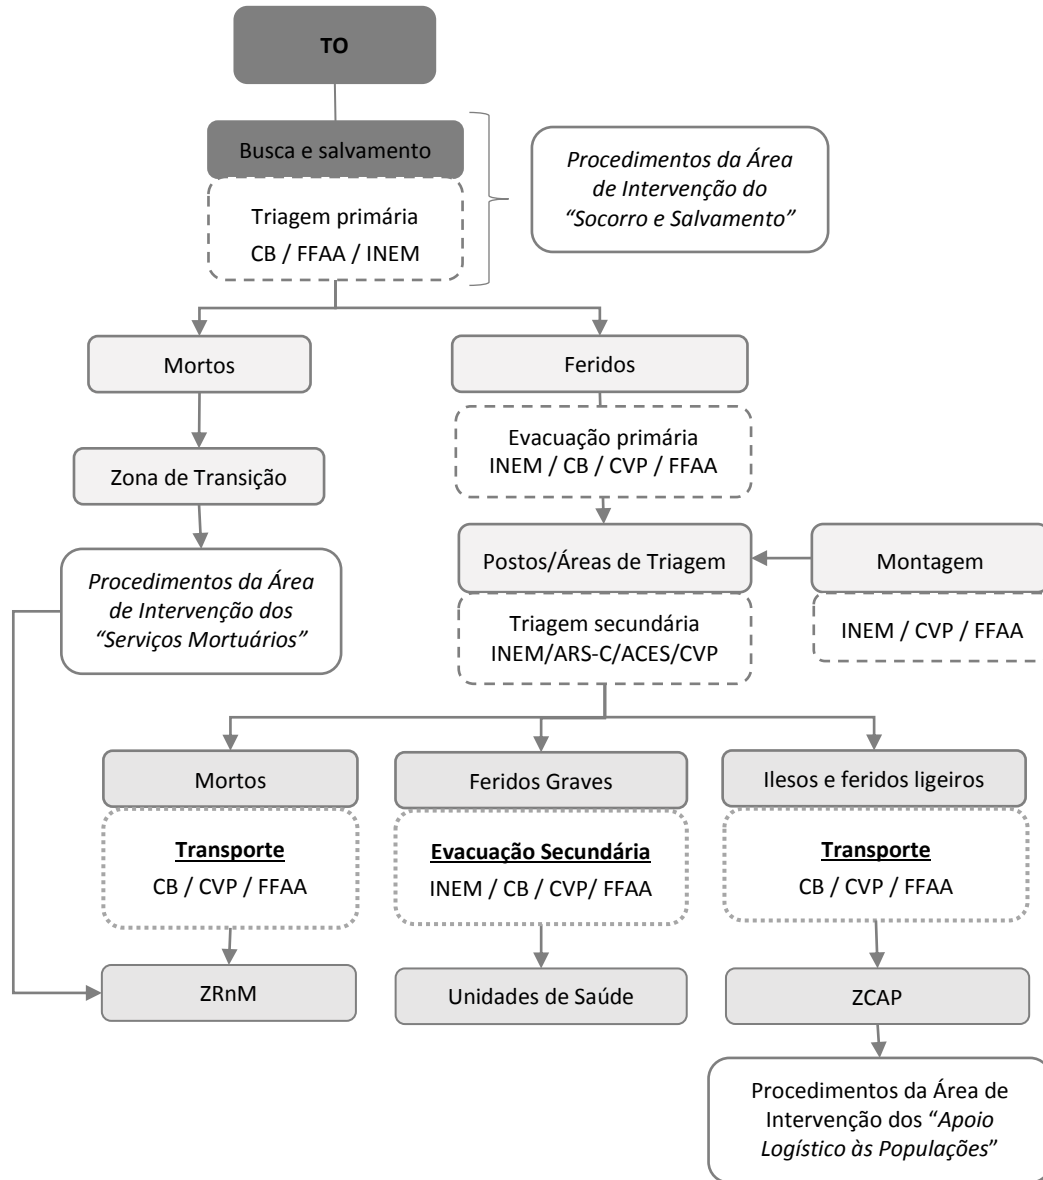 TO
Busca e salvamento
Triagem primária
CB / FFAA / INEM
Procedimentos da Área
de Intervenção do
“Socorro e Salvamento”
Mortos
Feridos
Evacuação primária
INEM / CB / CVP / FFAA
Zona de Transição
Postos/Áreas de Triagem
Montagem
Procedimentos da Área
de Intervenção dos
“Serviços Mortuários”
Triagem secundária
INEM/ARS-C/ACES/CVP
INEM / CVP / FFAA
Mortos
Feridos Graves
Ilesos e feridos ligeiros
Transporte
CB / CVP / FFAA
Evacuação Secundária
INEM / CB / CVP/ FFAA
Transporte
CB / CVP / FFAA
ZRnM
Unidades de Saúde
ZCAP
Procedimentos da Área de
Intervenção dos “Apoio
Logístico às Populações”